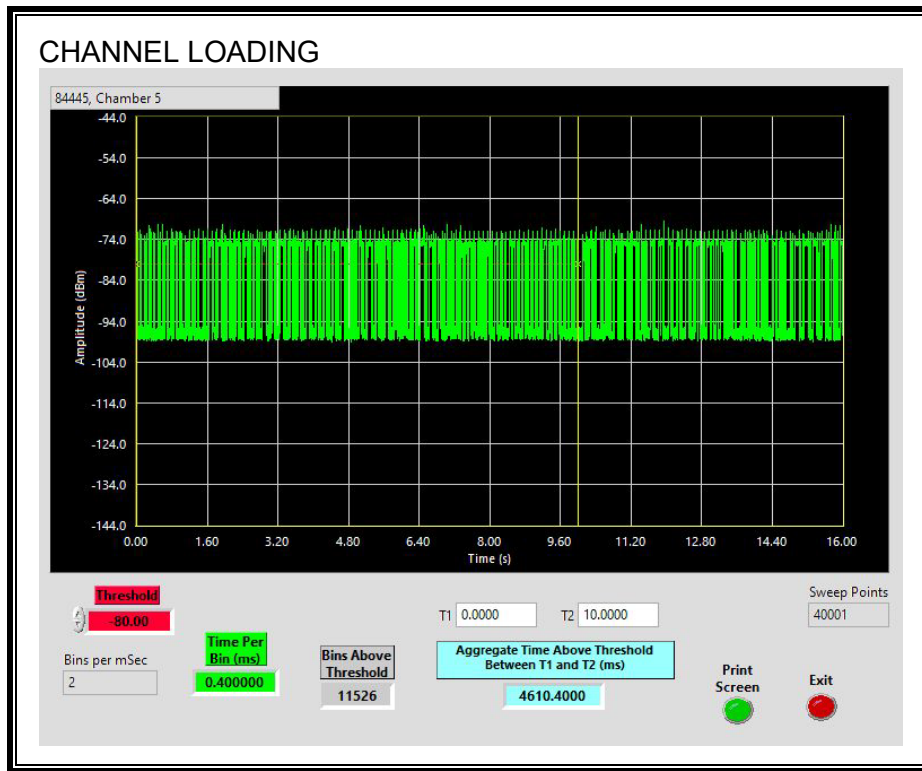 CHANNEL LOADING
84445, Chamber 5
-44.0
-54.0
-64.0
-74.0
-84.0
-94.0
-104.0
-114.0
-124.0
-134.0
-144.0
Amplitude (dBm)
0.00 1.60 3.20 4.80 6.40 8.00 9.60 11.20 12.80 14.40 16.00
Time (s)
Threshold
-80.00
Bins per mSec
2
Time Per
Bin (ms)
0.400000
Bins Above
Threshold
11526
T1 0.0000 T2 10.0000
Aggregate Time Above Threshold
Between T1 and T2 (ms)
4610.4000
Sweep Points
40001
Print
Screen
Exit